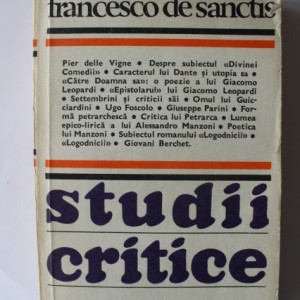 francesco de sanctis
Pier delle Vigne • Despre subiectul «Divinei
Comedii» • Caracterul lui Dante și utopia sa
• «Către Doamna sa»: o poezie a lui Giacomo
Leopardi • «Epistolarul» lui Giacomo Leopardi
• Settembrini și criticii săi • Omul lui Guic-
ciardini • Ugo Foscolo • Giuseppe Parini • For-
mă petrarchescă • Critica lui Petrarca • Lumea
epico-lirică a lui Alessandro Manzoni • Poetica
lui Manzoni • Subiectul romanului «Logodnicii» •
«Logodnicii» • Giovani Berchet.
studii
critice